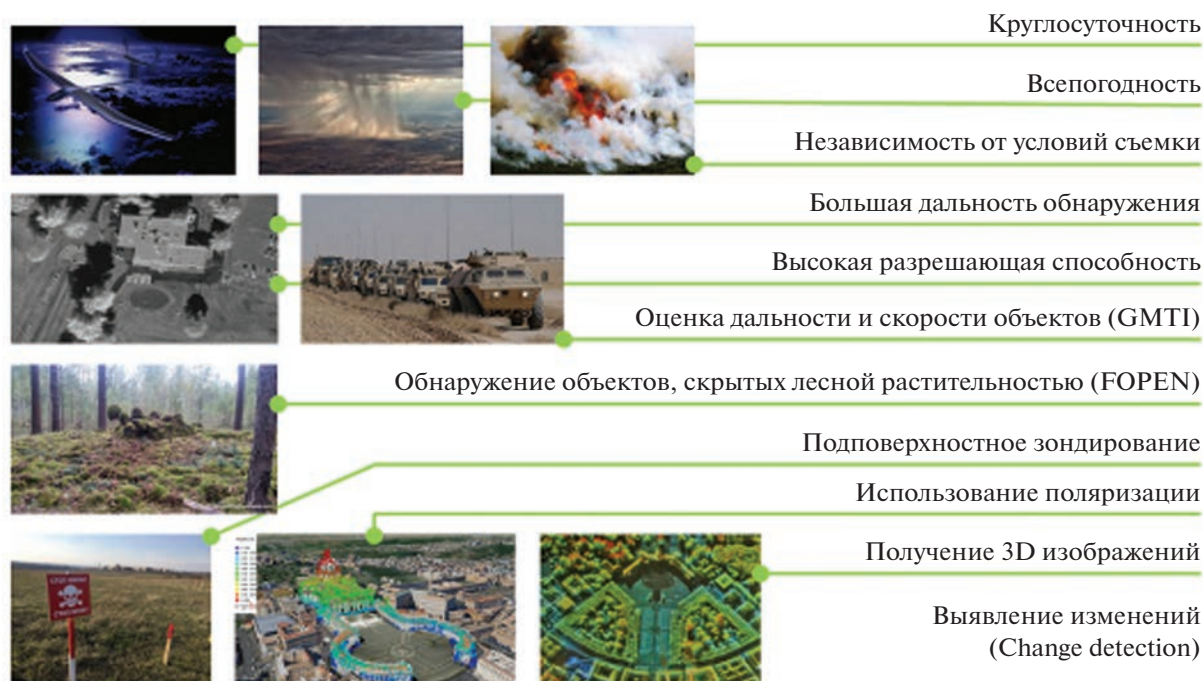 Круглосуточность
Всепогодность
Независимость от условий съемки
Большая дальность обнаружения
Высокая разрешающая способность
Оценка дальности и скорости объектов (GMTI)
Обнаружение объектов, скрытых лесной растительностью (FOPEN)
Подповерхностное зондирование
Использование поляризации
Получение 3D изображений
Выявление изменений
(Change detection)